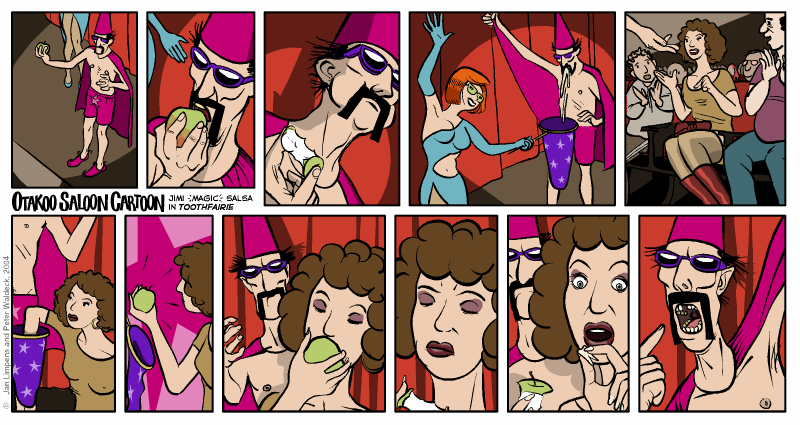 OTAKOO SALOON CARTOON
JIMI MAGIC SALSA
IN TOOTHFAIRIE
© Jan Limpens and Peter Waldeck, 2004